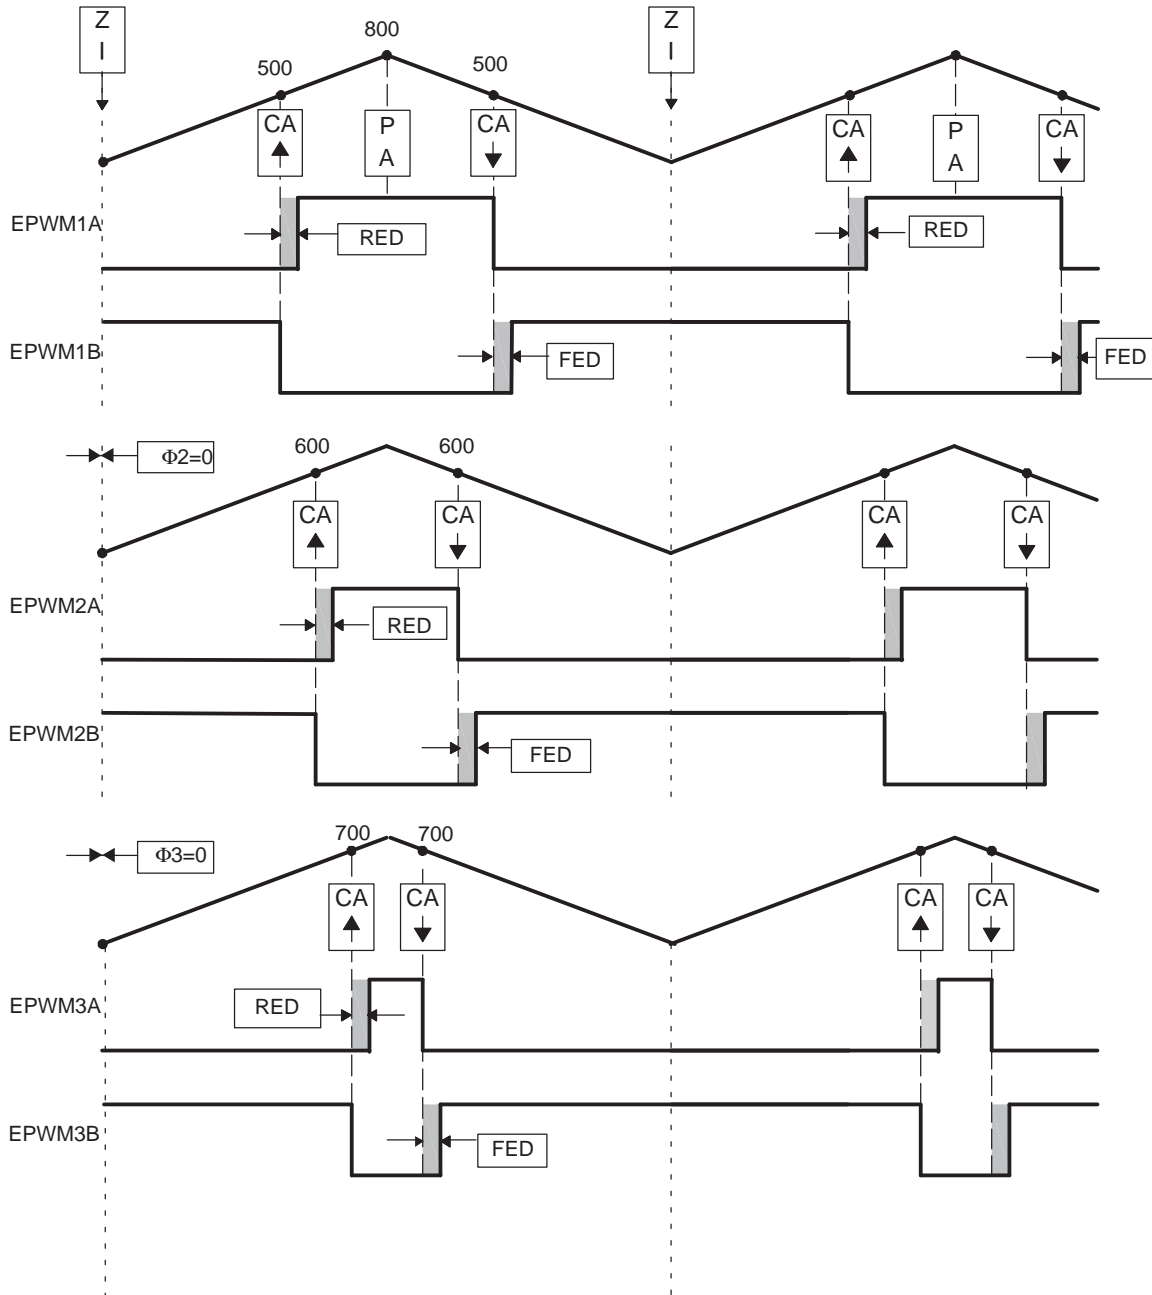 Z
I
Z
I
800
500
500
CA
P
A
CA
CA
P
A
CA
EPWM1A
RED
RED
EPWM1B
FED
FED
Φ2=0
600
600
CA
CA
CA
CA
EPWM2A
RED
EPWM2B
FED
Φ3=0
700
700
CA
CA
CA
CA
EPWM3A
RED
EPWM3B
FED